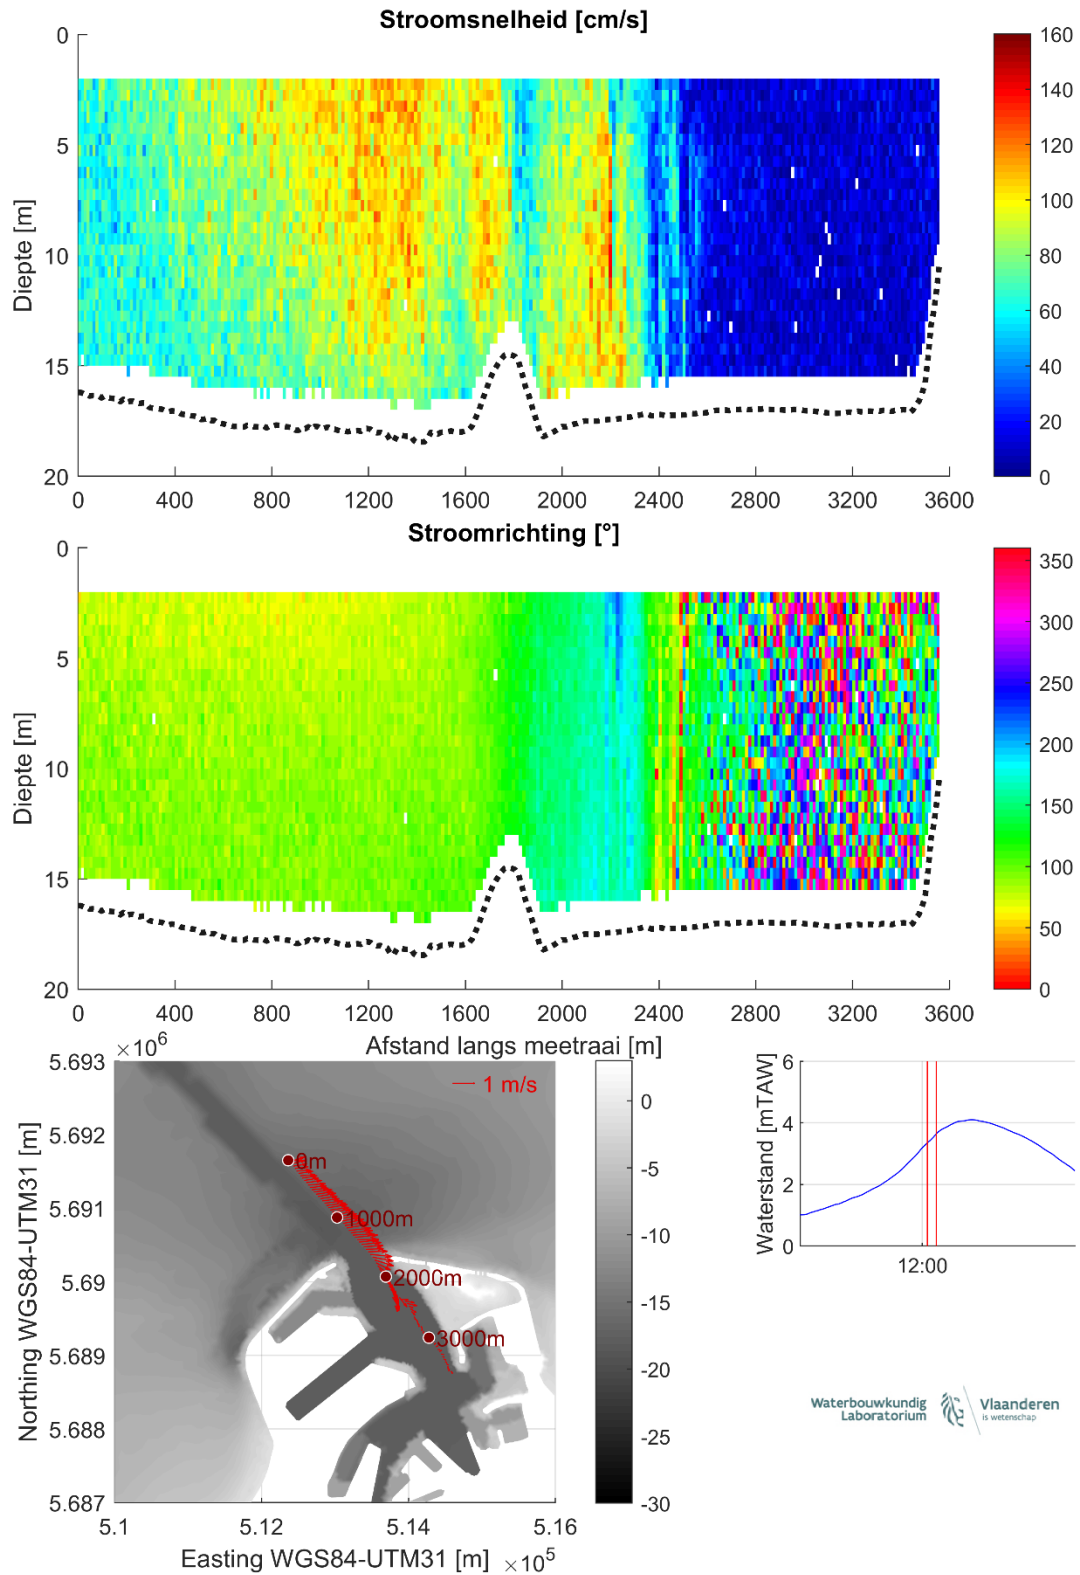 Stroomsnelheid [cm/s]
0
5
10
15
20
Diepte [m]
0 400 800 1200 1600 2000 2400 2800 3200 3600
160
140
120
100
80
60
40
20
0
Stroomrichting [°]
0
5
10
15
20
Diepte [m]
0 400 800 1200 1600 2000 2400 2800 3200 3600
350
300
250
200
150
100
50
0
Afstand langs meetraai [m]
×10⁶
5.693
5.692
5.691
5.69
5.689
5.688
5.687
Northing WGS84-UTM31 [m]
1 m/s
0m
1000m
2000m
3000m
5.1 5.12 5.14 5.16
Easting WGS84-UTM31 [m] ×10⁵
0
-5
-10
-15
-20
-25
-30
Waterstand [mTAW]
6
4
2
0
12:00
Waterbouwkundig
Laboratorium
Vlaanderen
is wetenschap